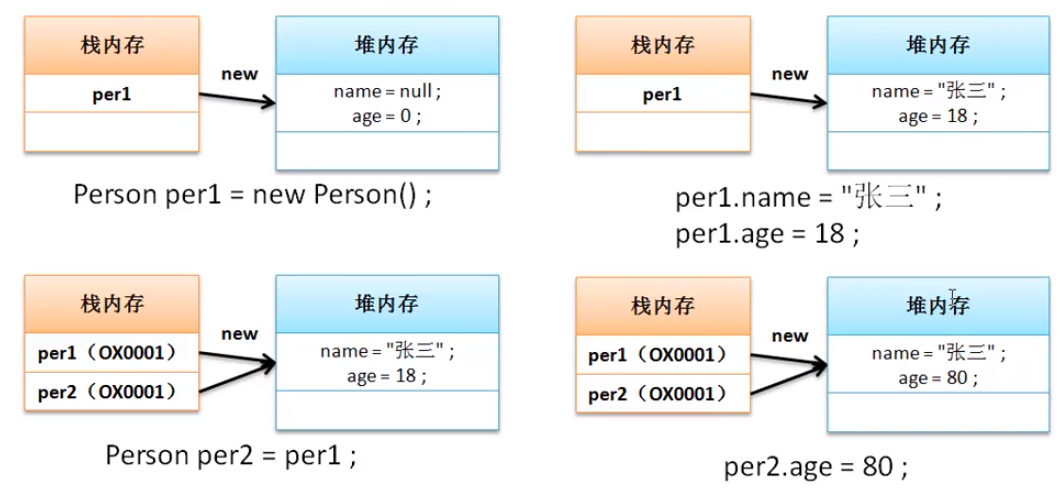 栈内存
堆内存
new
per1
name = null ;
age = 0 ;
Person per1 = new Person() ;
栈内存
堆内存
new
per1
name = "张三" ;
age = 18 ;
per1.name = "张三" ;
per1.age = 18 ;
栈内存
堆内存
new
per1（OX0001）
per2（OX0001）
name = "张三" ;
age = 18 ;
Person per2 = per1 ;
栈内存
堆内存
new
per1（OX0001）
per2（OX0001）
name = "张三" ;
age = 80 ;
per2.age = 80 ;